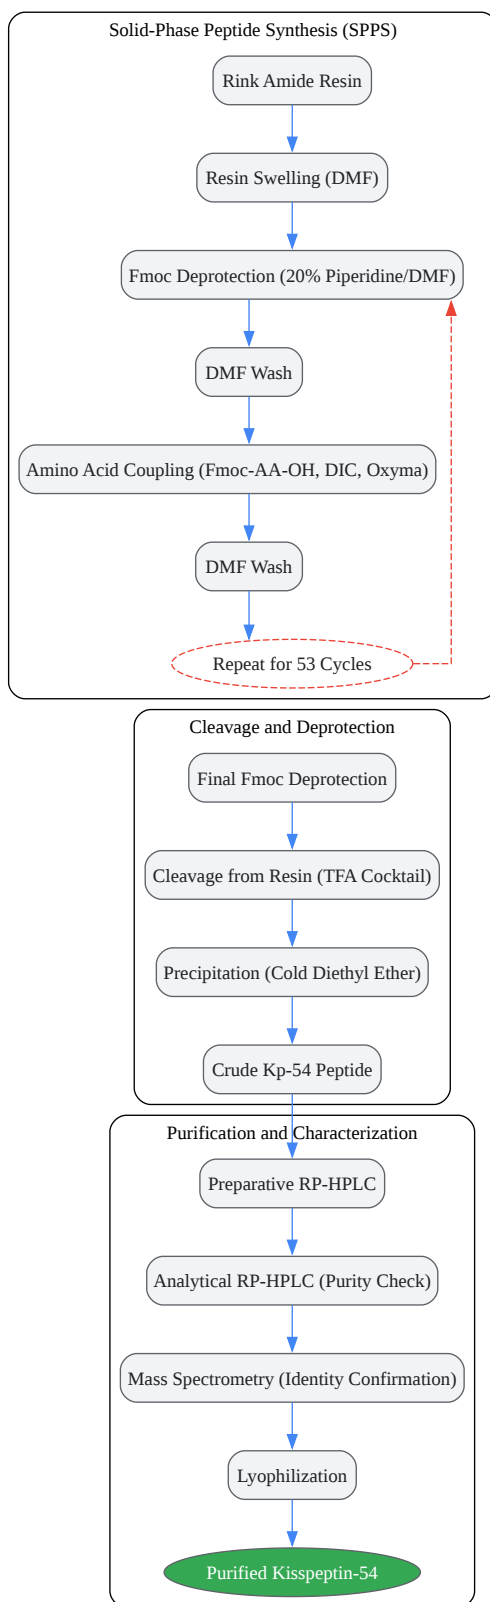 Solid-Phase Peptide Synthesis (SPPS)
Rink Amide Resin
Resin Swelling (DMF)
Fmoc Deprotection (20% Piperidine/DMF)
DMF Wash
Amino Acid Coupling (Fmoc-AA-OH, DIC, Oxyma)
DMF Wash
Repeat for 53 Cycles
Cleavage and Deprotection
Final Fmoc Deprotection
Cleavage from Resin (TFA Cocktail)
Precipitation (Cold Diethyl Ether)
Crude Kp-54 Peptide
Purification and Characterization
Preparative RP-HPLC
Analytical RP-HPLC (Purity Check)
Mass Spectrometry (Identity Confirmation)
Lyophilization
Purified Kisspeptin-54